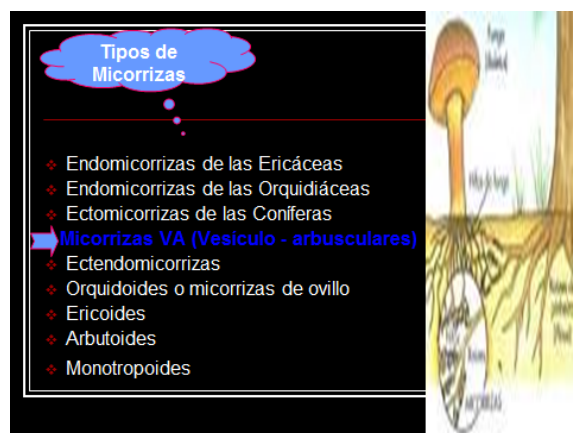 Tipos de
Micorrizas
Endomicorrizas de las Ericáceas
Endomicorrizas de las Orquidiáceas
Ectomicorrizas de las Coníferas
Micorrizas VA (Vesículo - arbusculares)
Ectendomicorrizas
Orquidoides o micorrizas de ovillo
Ericoides
Arbutoides
Monotropoides